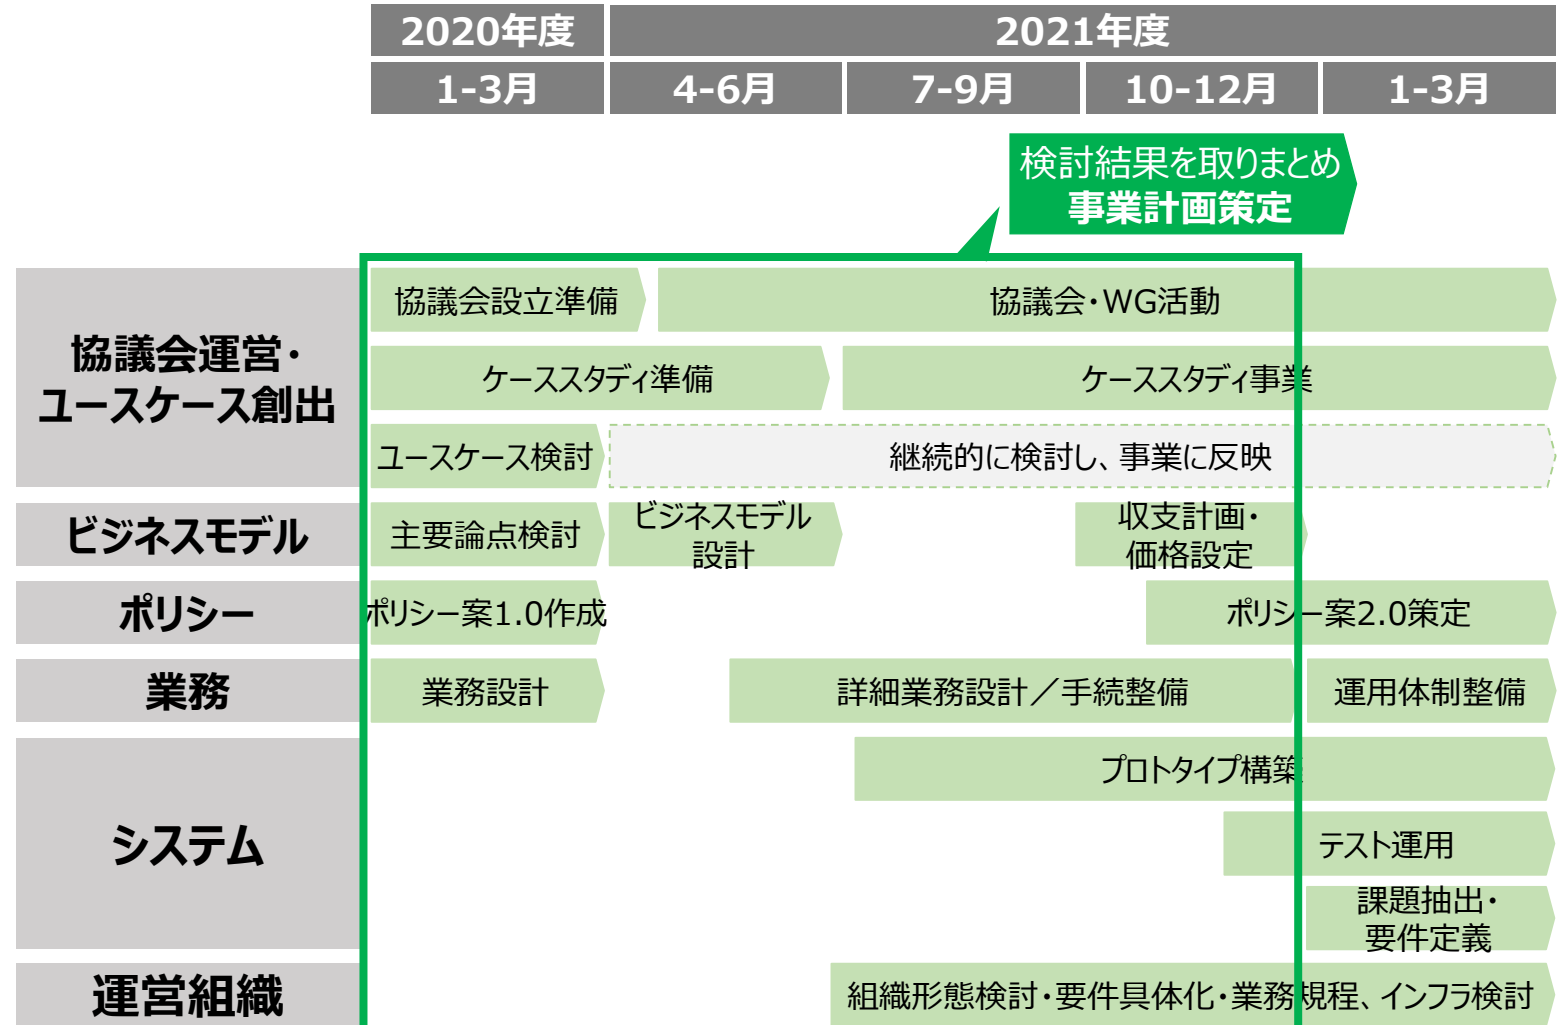 2020年度
2021年度
1-3月
4-6月
7-9月
10-12月
1-3月
検討結果を取りまとめ
事業計画策定
協議会運営・
ユースケース創出
協議会設立準備
協議会・WG活動
ケーススタディ準備
ケーススタディ事業
ユースケース検討
継続的に検討し、事業に反映
ビジネスモデル
主要論点検討
ビジネスモデル
設計
収支計画・
価格設定
ポリシー
ポリシー案1.0作成
ポリシー案2.0策定
業務
業務設計
詳細業務設計／手続整備
運用体制整備
システム
プロトタイプ構築
テスト運用
課題抽出・
要件定義
運営組織
組織形態検討・要件具体化・業務規程、インフラ検討